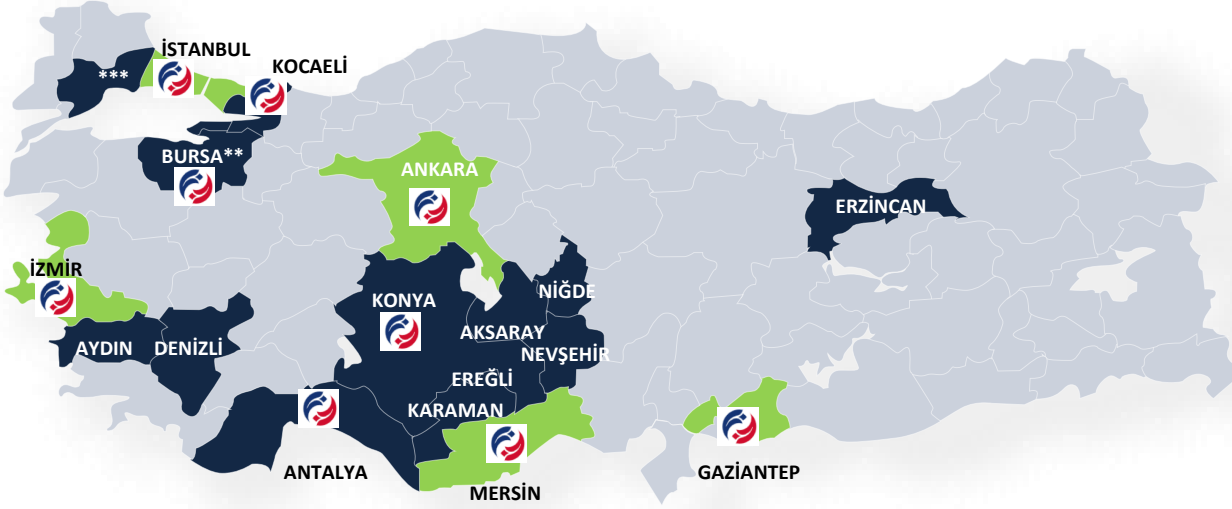 İSTANBUL
KOCAELİ
***
BURSA**
ANKARA
ERZİNCAN
İZMİR
NİĞDE
KONYA
AKSARAY
AYDIN
DENİZLİ
NEVŞEHİR
EREĞLİ
KARAMAN
ANTALYA
GAZİANTEP
MERSİN